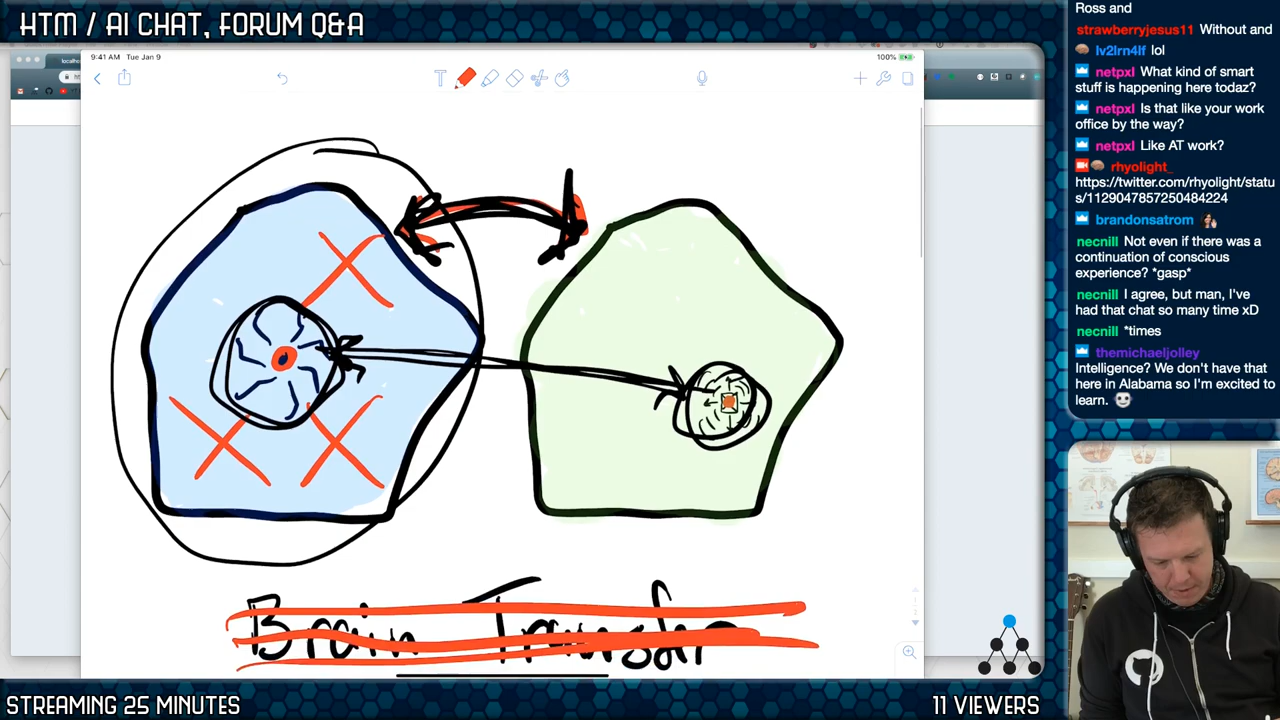 HTM / AI CHAT, FORUM Q&A
9:41 AM Tue Jan 9
100%
T
Brain Transfer
Ross and
strawberryjesus11 Without and
lv2lrn4lf lol
netpxl What kind of smart
stuff is happening here todaz?
netpxl Is that like your work
office by the way?
netpxl Like AT work?
rhyolight_
https://twitter.com/rhyolight/statu
s/1129047857250484224
brandonsatrom
necnill Not even if there was a
continuation of conscious
experience? *gasp*
necnill I agree, but man, I've
had that chat so many time xD
necnill *times
themichaeljolley
Intelligence? We don't have that
here in Alabama so I'm excited to
learn.
STREAMING 25 MINUTES
11 VIEWERS